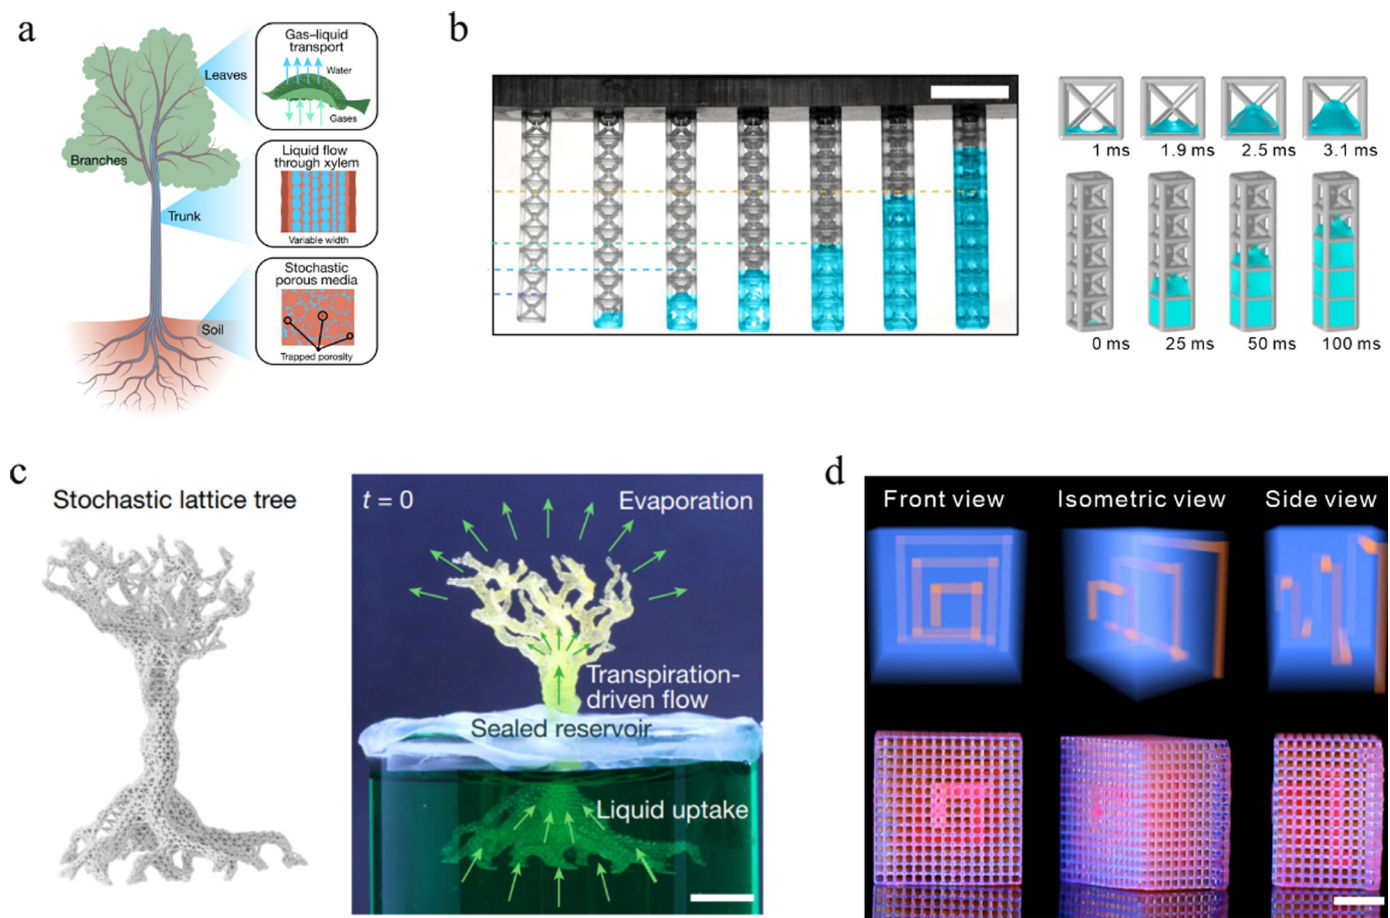 a
Gas–liquid
transport
Water
Gases
Leaves
Branches
Liquid flow
through xylem
Variable width
Trunk
Stochastic
porous media
Trapped porosity
Soil
b
1 ms
1.9 ms
2.5 ms
3.1 ms
0 ms
25 ms
50 ms
100 ms
c
Stochastic lattice tree
t = 0
Evaporation
Transpiration-
driven flow
Sealed reservoir
Liquid uptake
d
Front view
Isometric view
Side view